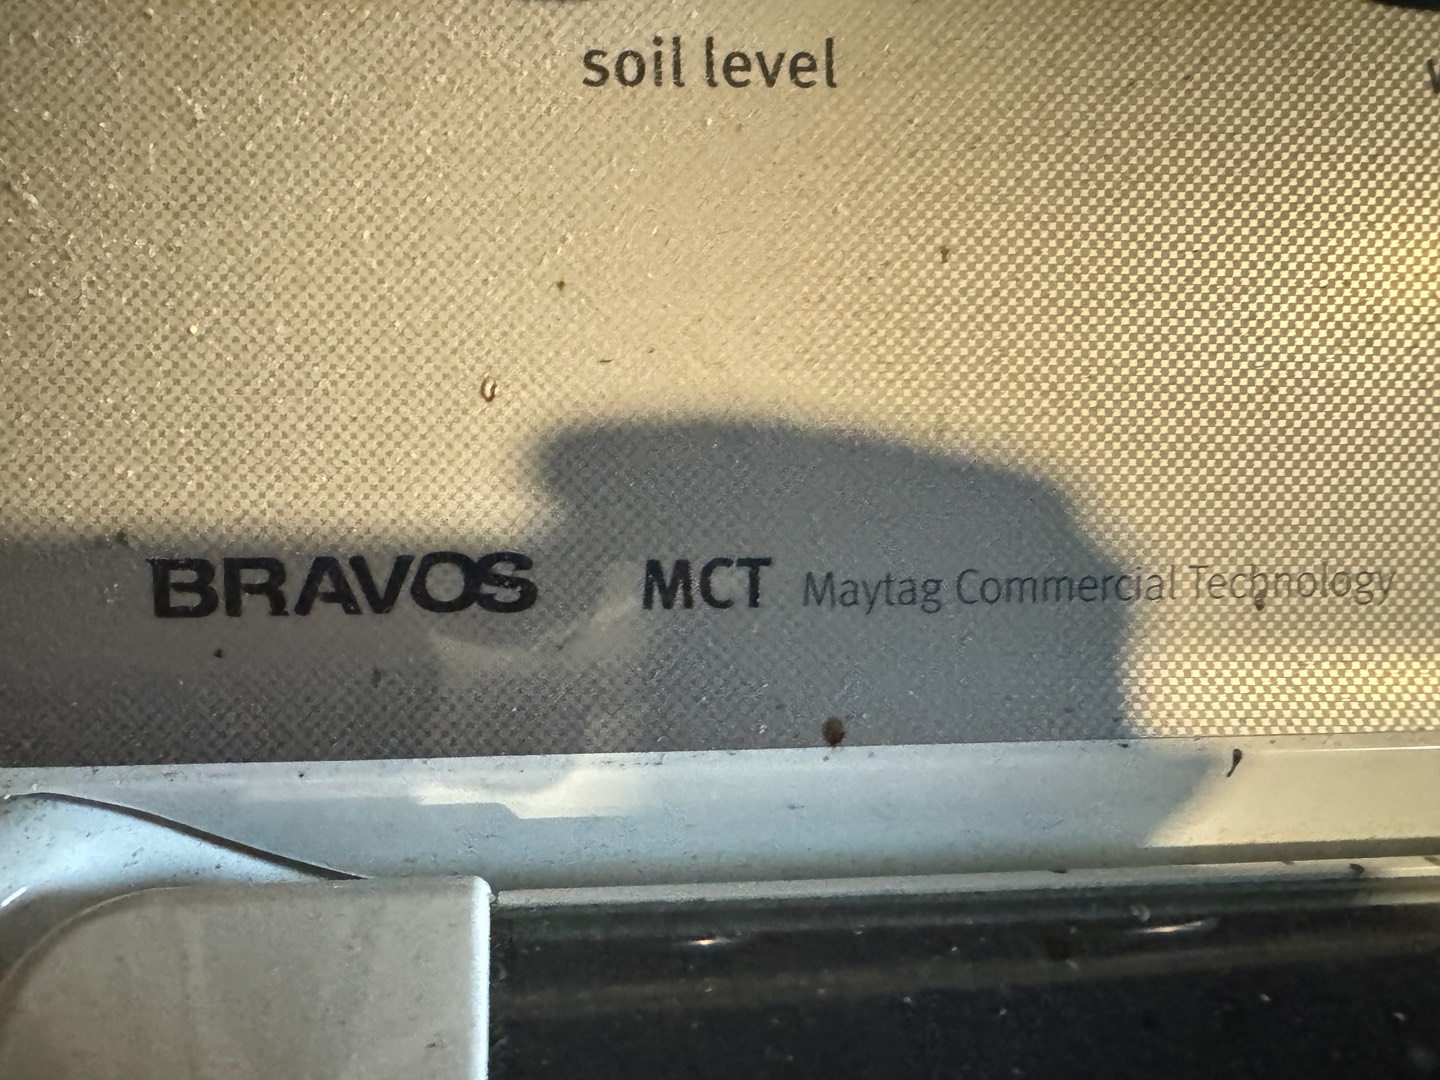 soil level
BRAVOS MCT Maytag Commercial Technology